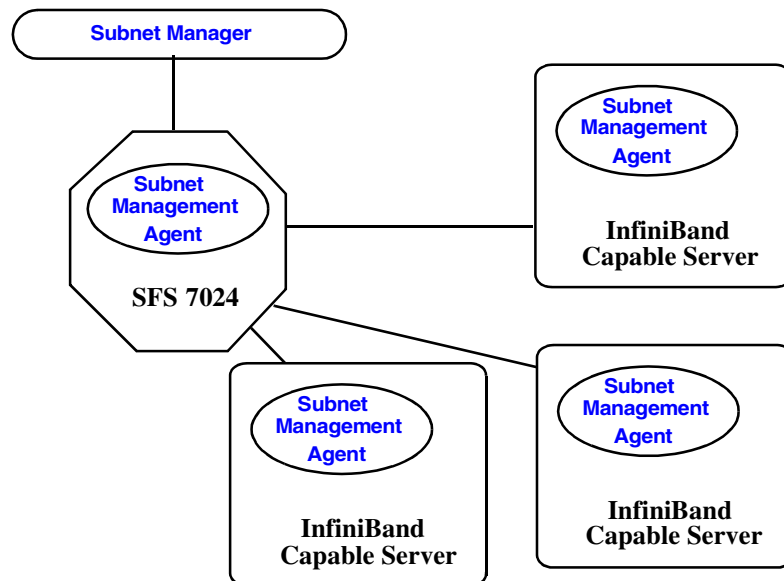 Subnet Manager
Subnet
Management
Agent
SFS 7024
Subnet
Management
Agent
InfiniBand
Capable Server
Subnet
Management
Agent
InfiniBand
Capable Server
Subnet
Management
Agent
InfiniBand
Capable Server